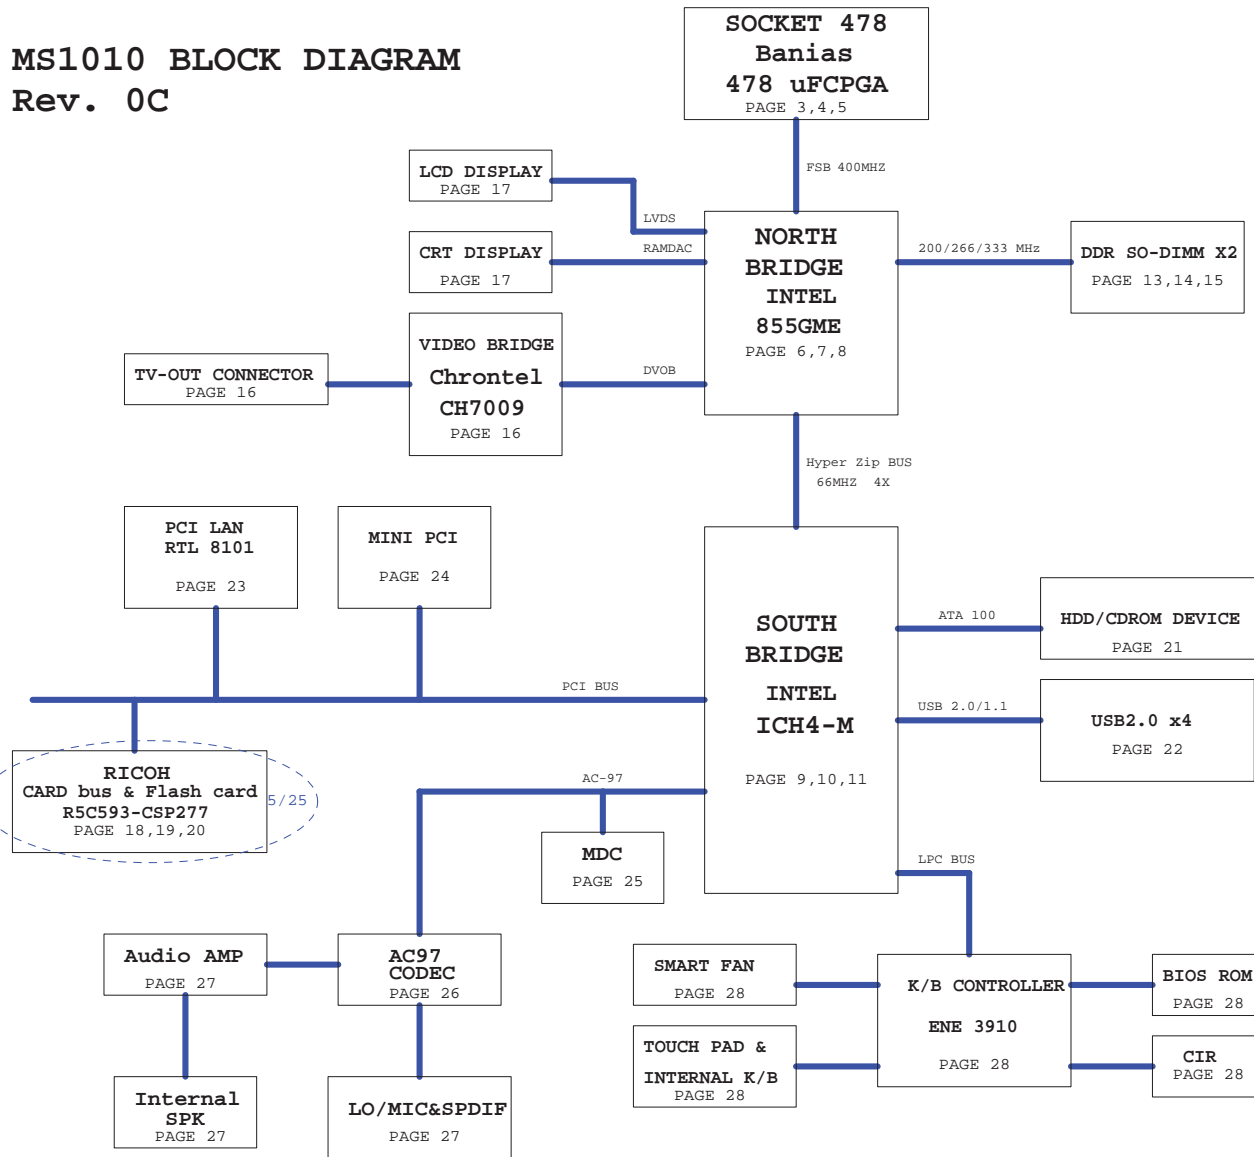 MS1010 BLOCK DIAGRAM
Rev. 0C
SOCKET 478
Banias
478 uFCPGA
PAGE 3,4,5
FSB 400MHZ
LCD DISPLAY
PAGE 17
LVDS
CRT DISPLAY
PAGE 17
RAMDAC
NORTH
BRIDGE
INTEL
855GME
PAGE 6,7,8
200/266/333 MHz
DDR SO-DIMM X2
PAGE 13,14,15
TV-OUT CONNECTOR
PAGE 16
VIDEO BRIDGE
Chrontel
CH7009
PAGE 16
DVOB
Hyper Zip BUS
66MHZ 4X
PCI LAN
RTL 8101
PAGE 23
MINI PCI
PAGE 24
PCI BUS
SOUTH
BRIDGE
INTEL
ICH4-M
PAGE 9,10,11
ATA 100
HDD/CDROM DEVICE
PAGE 21
USB 2.0/1.1
USB2.0 x4
PAGE 22
RICOH
CARD bus & Flash card
R5C593-CSP277
PAGE 18,19,20
5/25
AC-97
MDC
PAGE 25
LPC BUS
Audio AMP
PAGE 27
AC97
CODEC
PAGE 26
Internal
SPK
PAGE 27
LO/MIC&SPDIF
PAGE 27
SMART FAN
PAGE 28
TOUCH PAD &
INTERNAL K/B
PAGE 28
K/B CONTROLLER
ENE 3910
PAGE 28
BIOS ROM
PAGE 28
CIR
PAGE 28